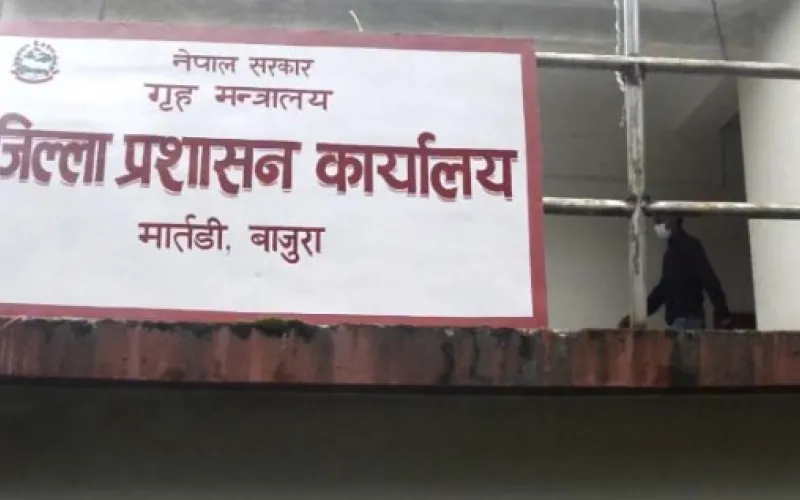 नेपाल सरकार
गृह मन्त्रालय
जिल्ला प्रशासन कार्यालय
मार्तडी, बाजुरा